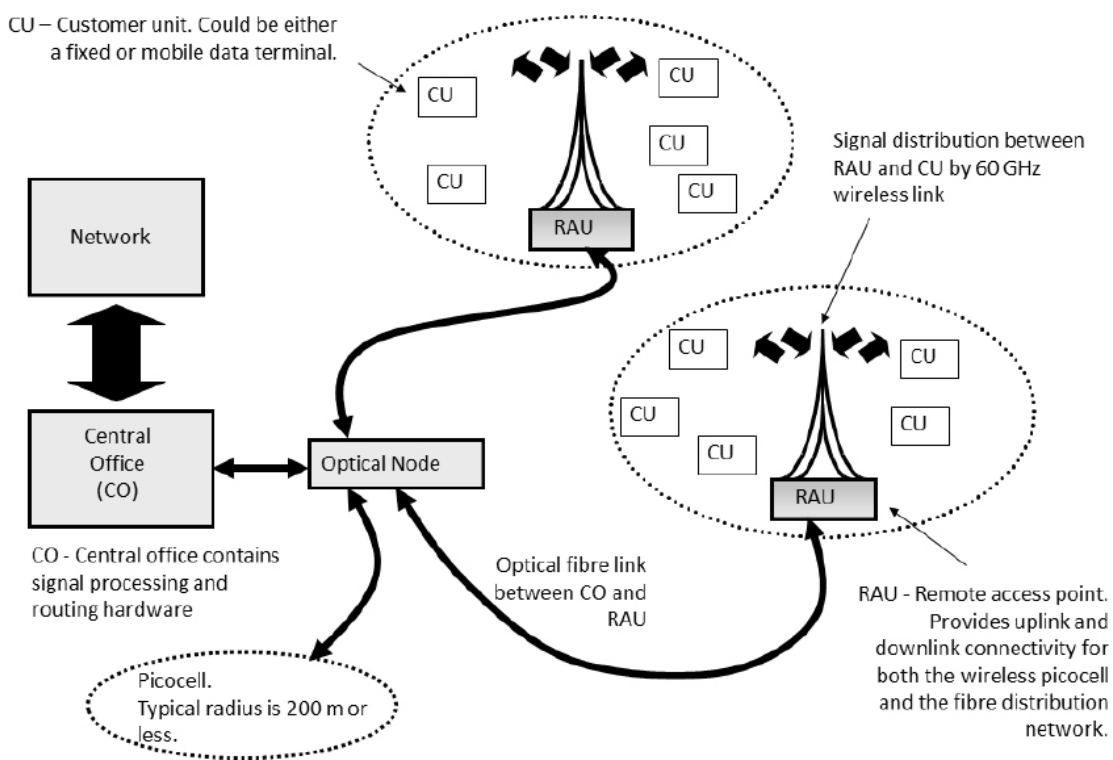 CU – Customer unit. Could be either
a fixed or mobile data terminal.
CU
CU
CU
CU
CU
RAU
Signal distribution between
RAU and CU by 60 GHz
wireless link
Network
CU
CU
CU
CU
CU
RAU
Central
Office
(CO)
Optical Node
CO - Central office contains
signal processing and
routing hardware
Optical fibre link
between CO and
RAU
RAU - Remote access point.
Provides uplink and
downlink connectivity for
both the wireless picocell
and the fibre distribution
network.
Picocell.
Typical radius is 200 m or
less.